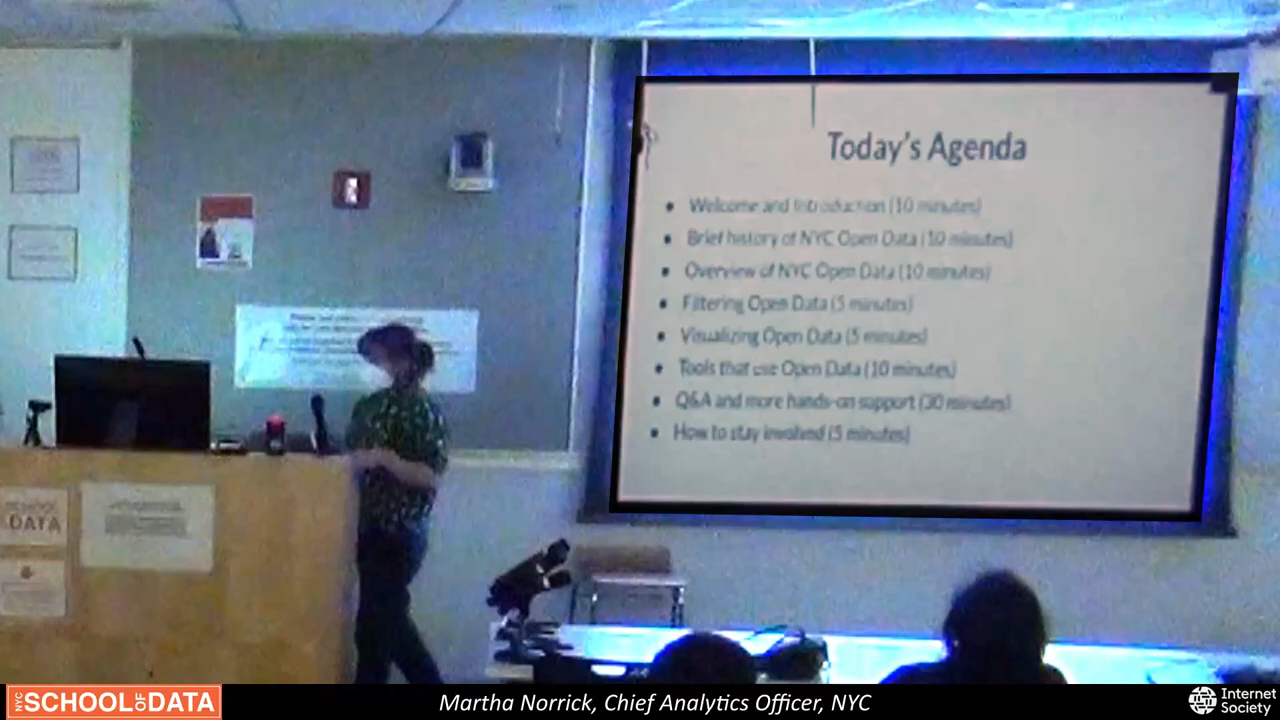 Today's Agenda
• Welcome and Introduction (10 minutes)
• Brief history of NYC Open Data (10 minutes)
• Overview of NYC Open Data (10 minutes)
• Filtering Open Data (5 minutes)
• Visualizing Open Data (5 minutes)
• Tools that use Open Data (10 minutes)
• Q&A and more hands-on support (30 minutes)
• How to stay involved (5 minutes)
SCHOOL
DATA
NYC SCHOOL OF DATA
Martha Norrick, Chief Analytics Officer, NYC
Internet
Society